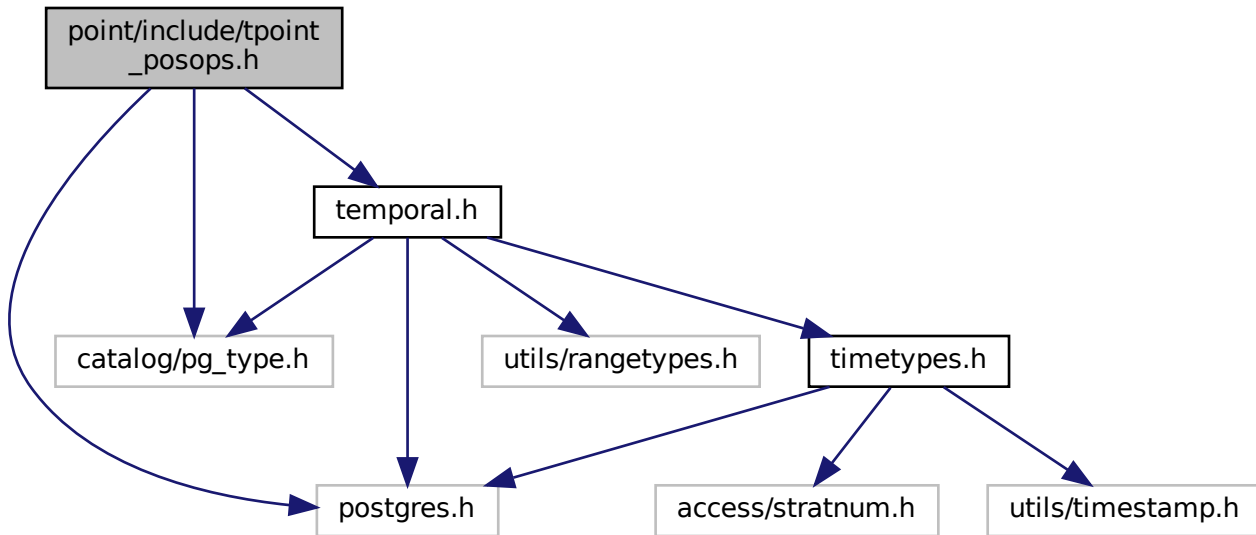 point/include/tpoint
_posops.h
temporal.h
catalog/pg_type.h
utils/rangetypes.h
timetypes.h
postgres.h
access/stratnum.h
utils/timestamp.h